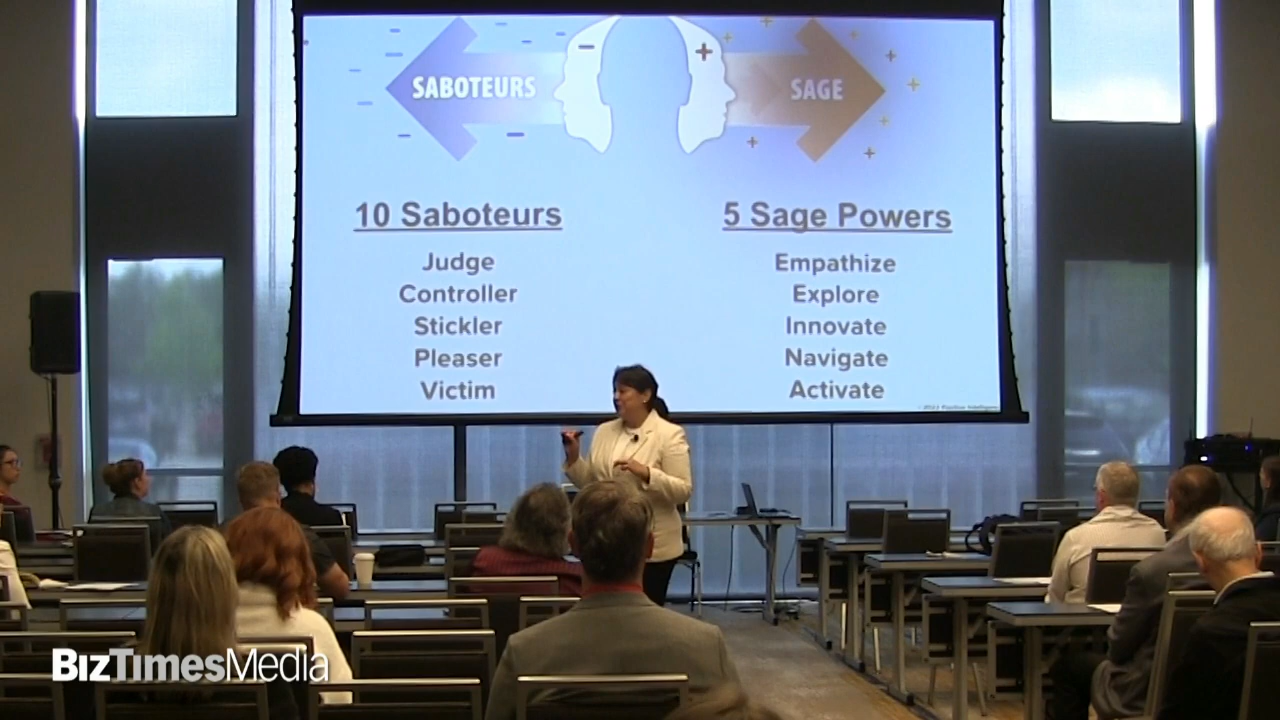 SABOTEURS
SAGE
10 Saboteurs
Judge
Controller
Stickler
Pleaser
Victim
5 Sage Powers
Empathize
Explore
Innovate
Navigate
Activate
BizTimesMedia